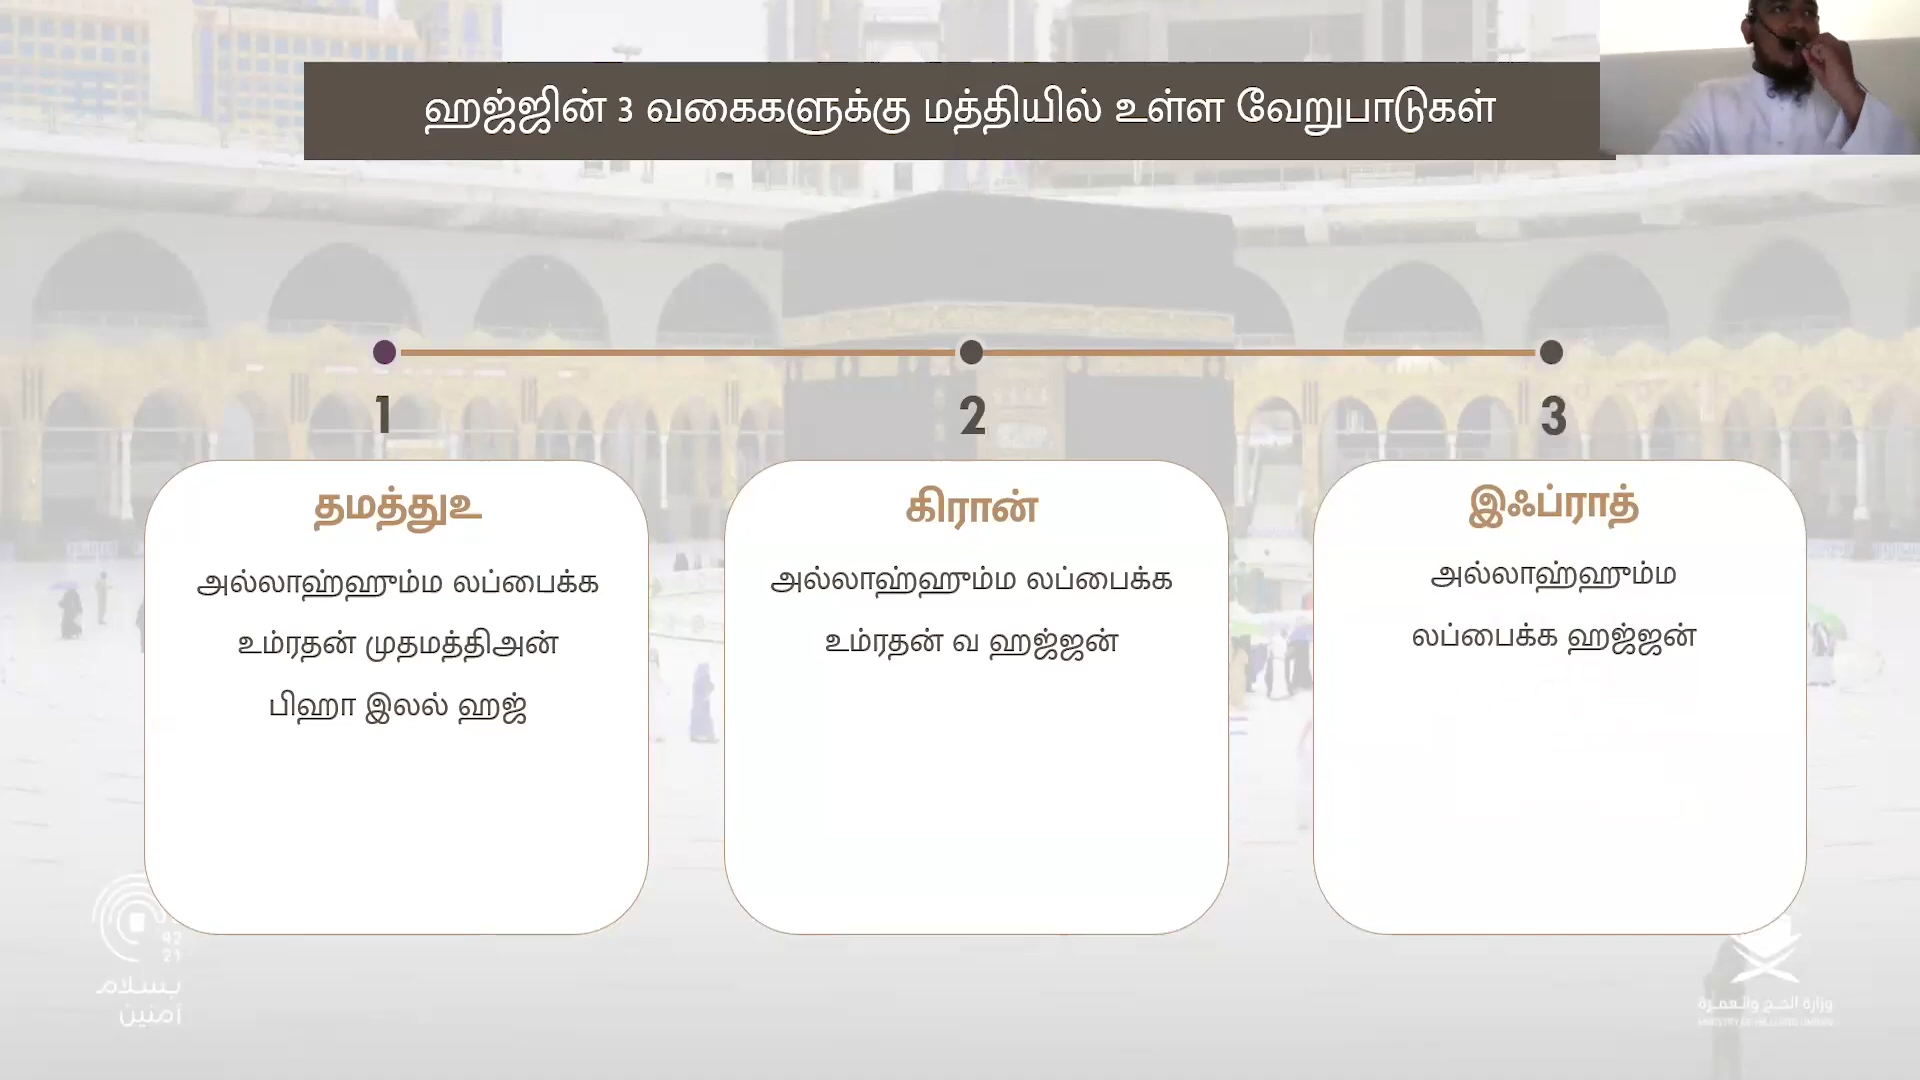 ஹஜ்ஜின் 3 வகைகளுக்கு மத்தியில் உள்ள வேறுபாடுகள்
1
தமத்துஉ
அல்லாஹ்ஹும்ம லப்பைக்க
உம்ரதன் முதமத்திஅன்
பிஹா இலல் ஹஜ்
2
கிரான்
அல்லாஹ்ஹும்ம லப்பைக்க
உம்ரதன் வ ஹஜ்ஜன்
3
இஃப்ராத்
அல்லாஹ்ஹும்ம
லப்பைக்க ஹஜ்ஜன்
بسلام
آمنين
وزارة الحج والعمرة